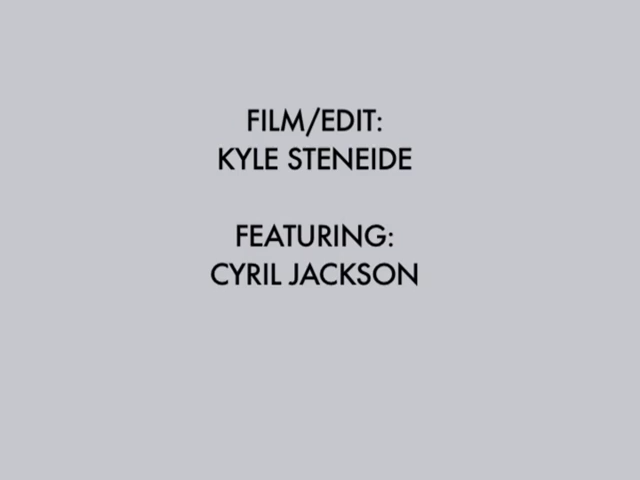 FILM/EDIT:
KYLE STENEIDE
FEATURING:
CYRIL JACKSON